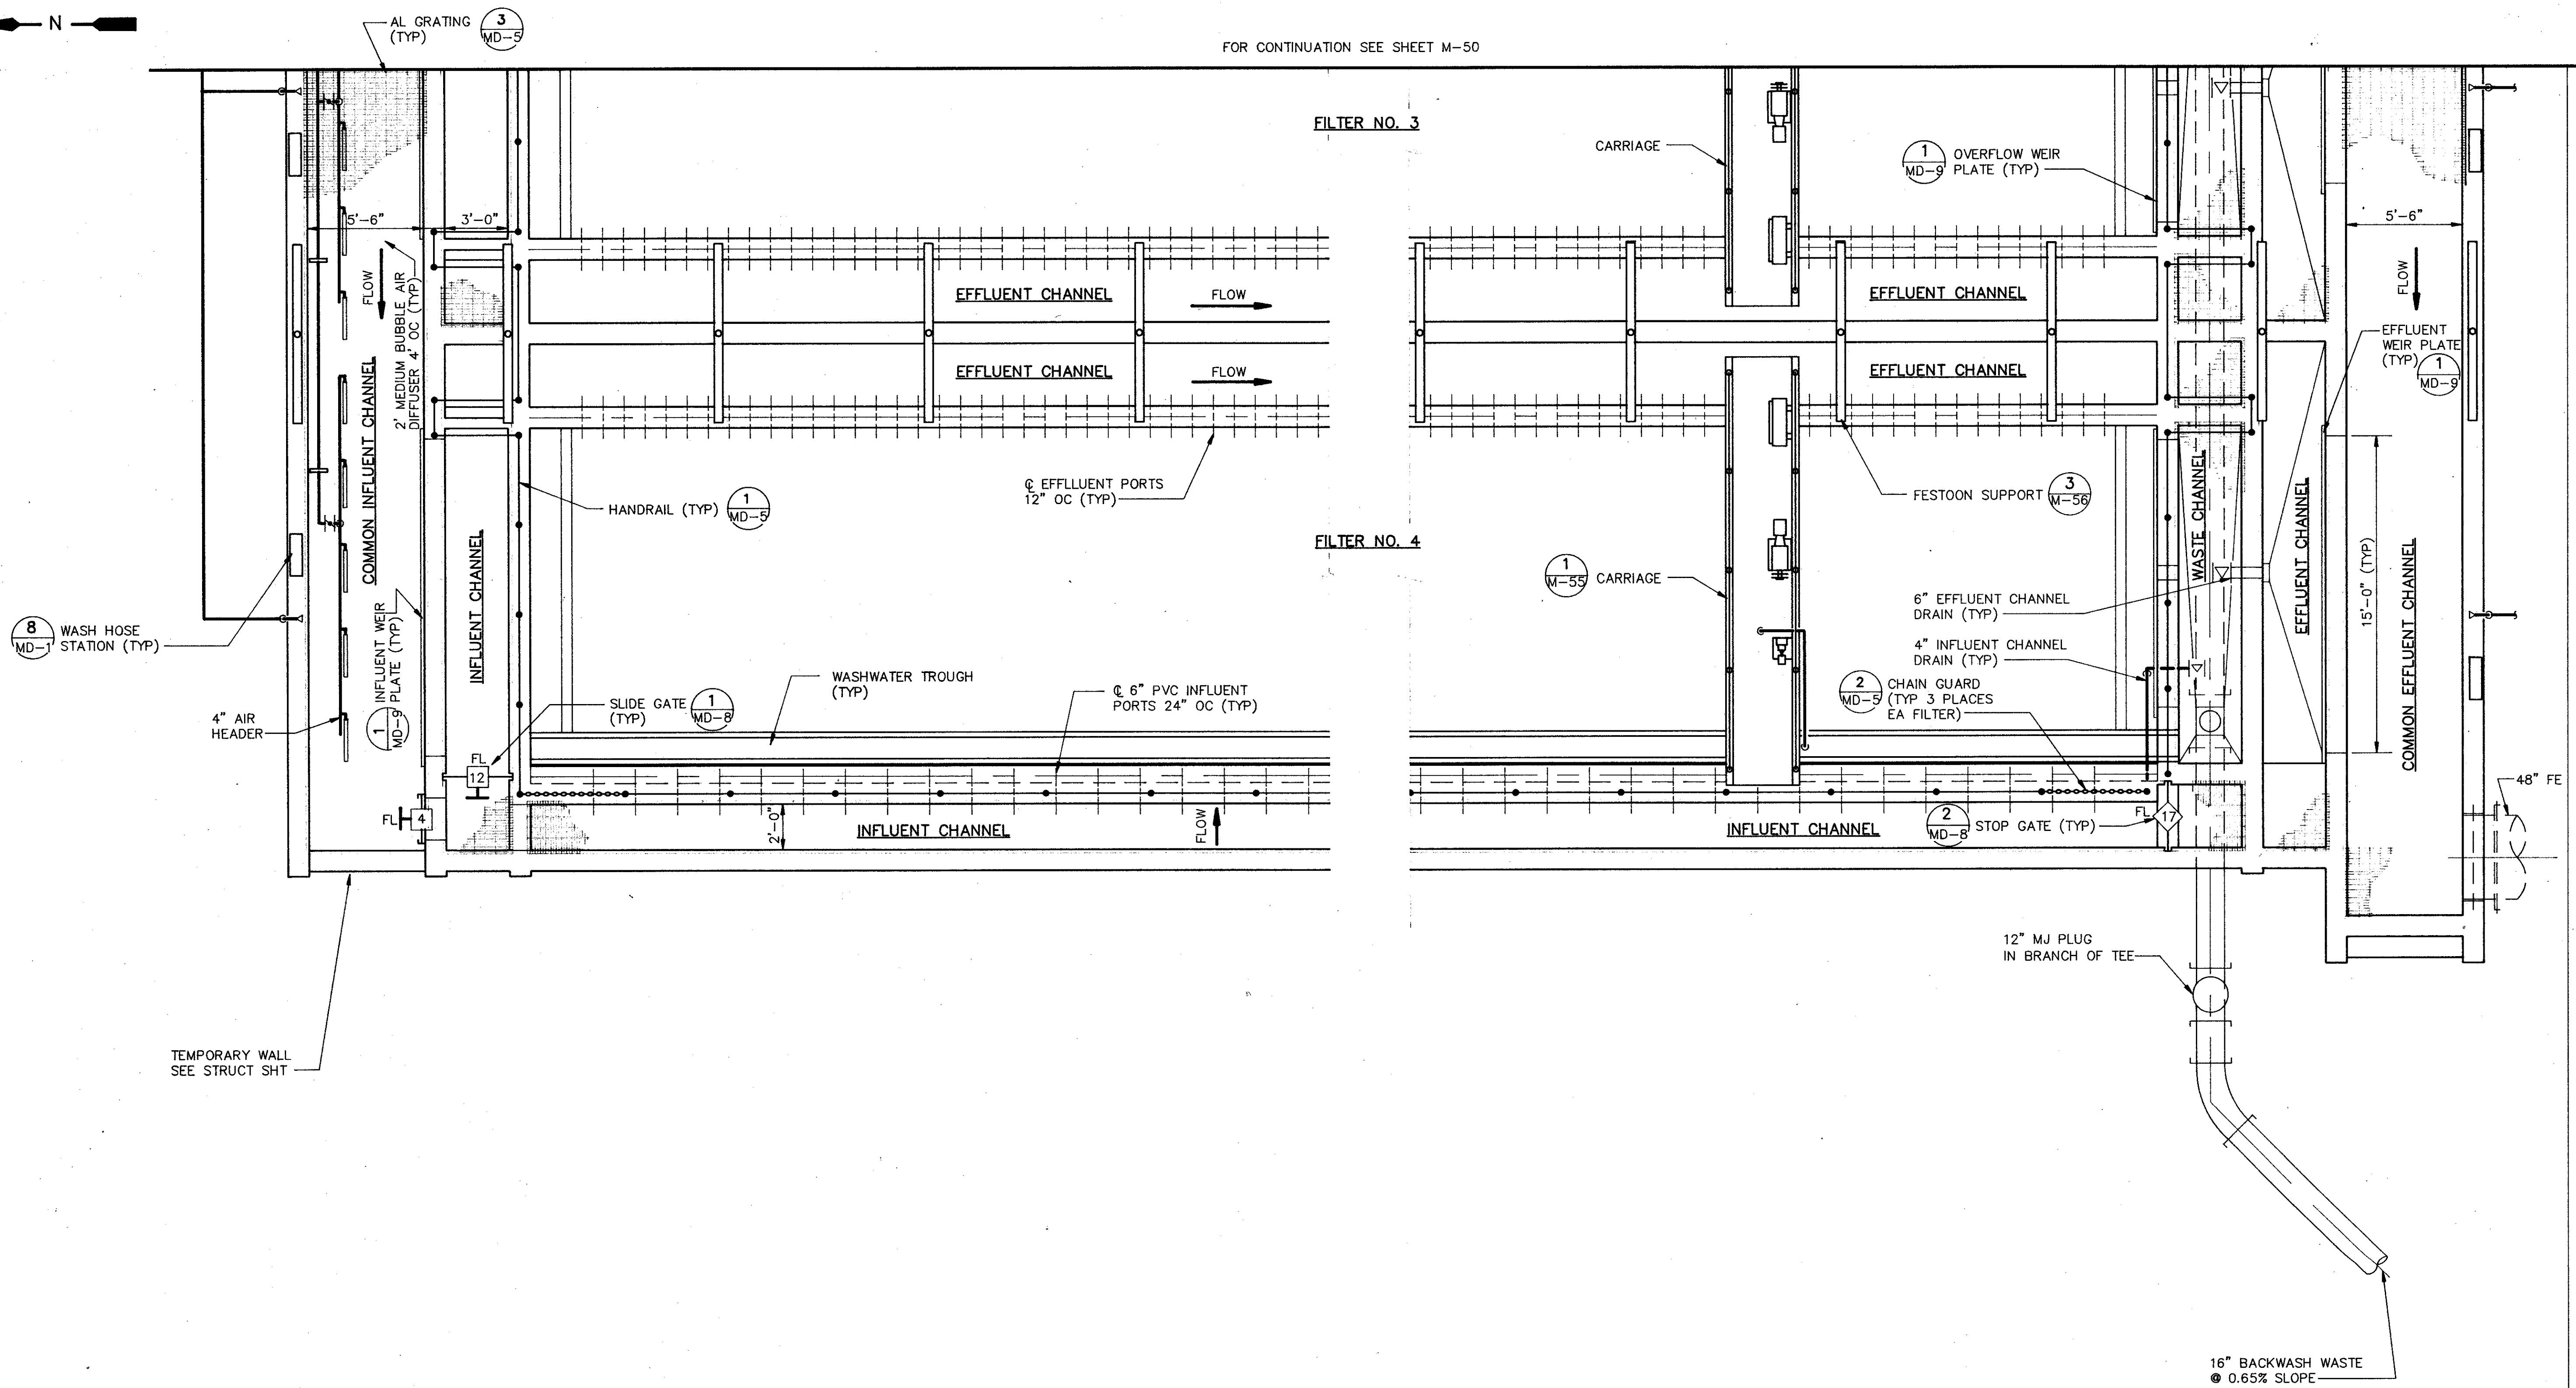 N
AL GRATING
(TYP)
3
MD-5
FOR CONTINUATION SEE SHEET M-50
FILTER NO. 3
CARRIAGE
1
MD-9
OVERFLOW WEIR
PLATE (TYP)
5'-6"
3'-0"
5'-6"
FLOW
2' MEDIUM BUBBLE AIR
DIFFUSER 4' OC (TYP)
EFFLUENT CHANNEL
FLOW
EFFLUENT CHANNEL
FLOW
EFFLUENT CHANNEL
FLOW
EFFLUENT CHANNEL
EFFLUENT
WEIR PLATE
(TYP)
1
MD-9
COMMON INFLUENT CHANNEL
INFLUENT CHANNEL
HANDRAIL (TYP)
1
MD-5
℄ EFFLLUENT PORTS
12" OC (TYP)
FESTOON SUPPORT
3
M-56
WASTE CHANNEL
EFFLUENT CHANNEL
15'-0" (TYP)
COMMON EFFLUENT CHANNEL
FILTER NO. 4
1
M-55
CARRIAGE
6" EFFLUENT CHANNEL
DRAIN (TYP)
4" INFLUENT CHANNEL
DRAIN (TYP)
8
MD-1
WASH HOSE
STATION (TYP)
1
MD-9
INFLUENT WEIR
PLATE (TYP)
4" AIR
HEADER
SLIDE GATE
(TYP)
1
MD-8
WASHWATER TROUGH
(TYP)
℄ 6" PVC INFLUENT
PORTS 24" OC (TYP)
2
MD-5
CHAIN GUARD
(TYP 3 PLACES
EA FILTER)
FL
12
FL
4
2'-0"
INFLUENT CHANNEL
FLOW
INFLUENT CHANNEL
2
MD-8
STOP GATE (TYP)
FL
17
48" FE
12" MJ PLUG
IN BRANCH OF TEE
TEMPORARY WALL
SEE STRUCT SHT
16" BACKWASH WASTE
@ 0.65% SLOPE